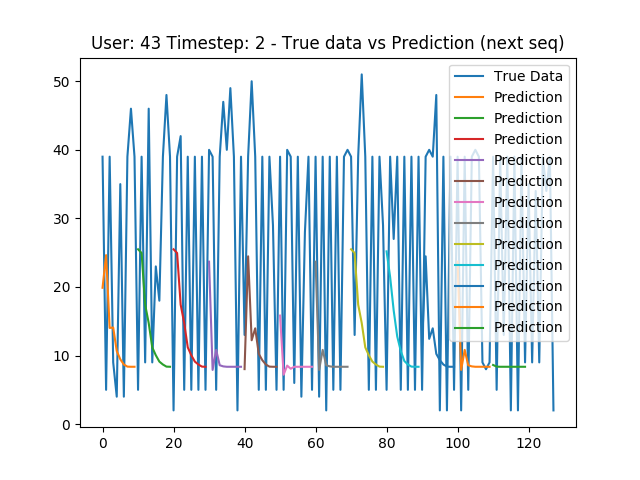 User: 43 Timestep: 2 - True data vs Prediction (next seq)
True Data
Prediction
Prediction
Prediction
Prediction
Prediction
Prediction
Prediction
Prediction
Prediction
Prediction
Prediction
Prediction
50
40
30
20
10
0
0 20 40 60 80 100 120